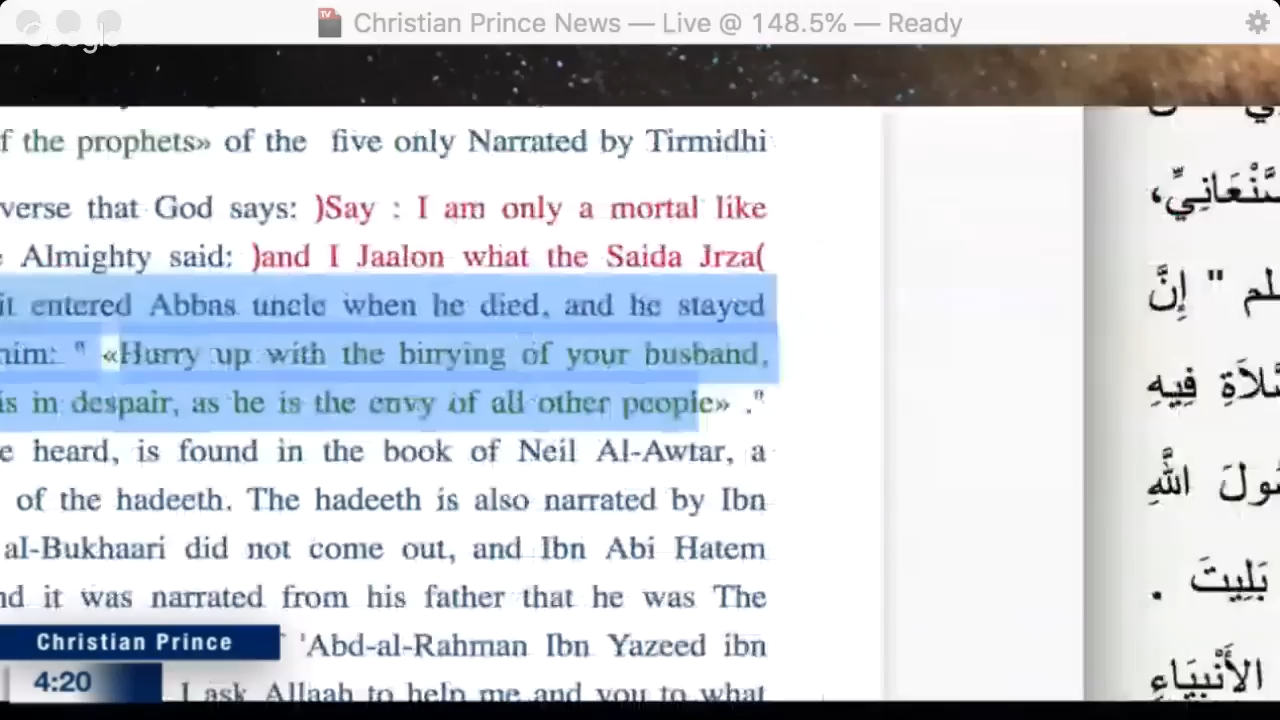 Christian Prince News — Live @ 148.5% — Ready
Google
f the prophets» of the five only Narrated by Tirmidhi
verse that God says: )Say : I am only a mortal like
Almighty said: )and I Jaalon what the Saida Jrza(
it entered Abbas uncle when he died, and he stayed
him: " «Hurry up with the birrying of your busband,
is in despair, as he is the envy of all other people» ."
e heard, is found in the book of Neil Al-Awtar, a
of the hadeeth. The hadeeth is also narrated by Ibn
al-Bukhaari did not come out, and Ibn Abi Hatem
nd it was narrated from his father that he was The
'Abd-al-Rahman Ibn Yazeed ibn
I ask Allaah to help me and you to what
Christian Prince
4:20
سَّنْعَانِيِّ،
لم " إِنَّ
سَّلاَةِ فِيهِ
سُولَ اللَّهِ
بَلِيتَ .
الأَنْبِيَاءِ